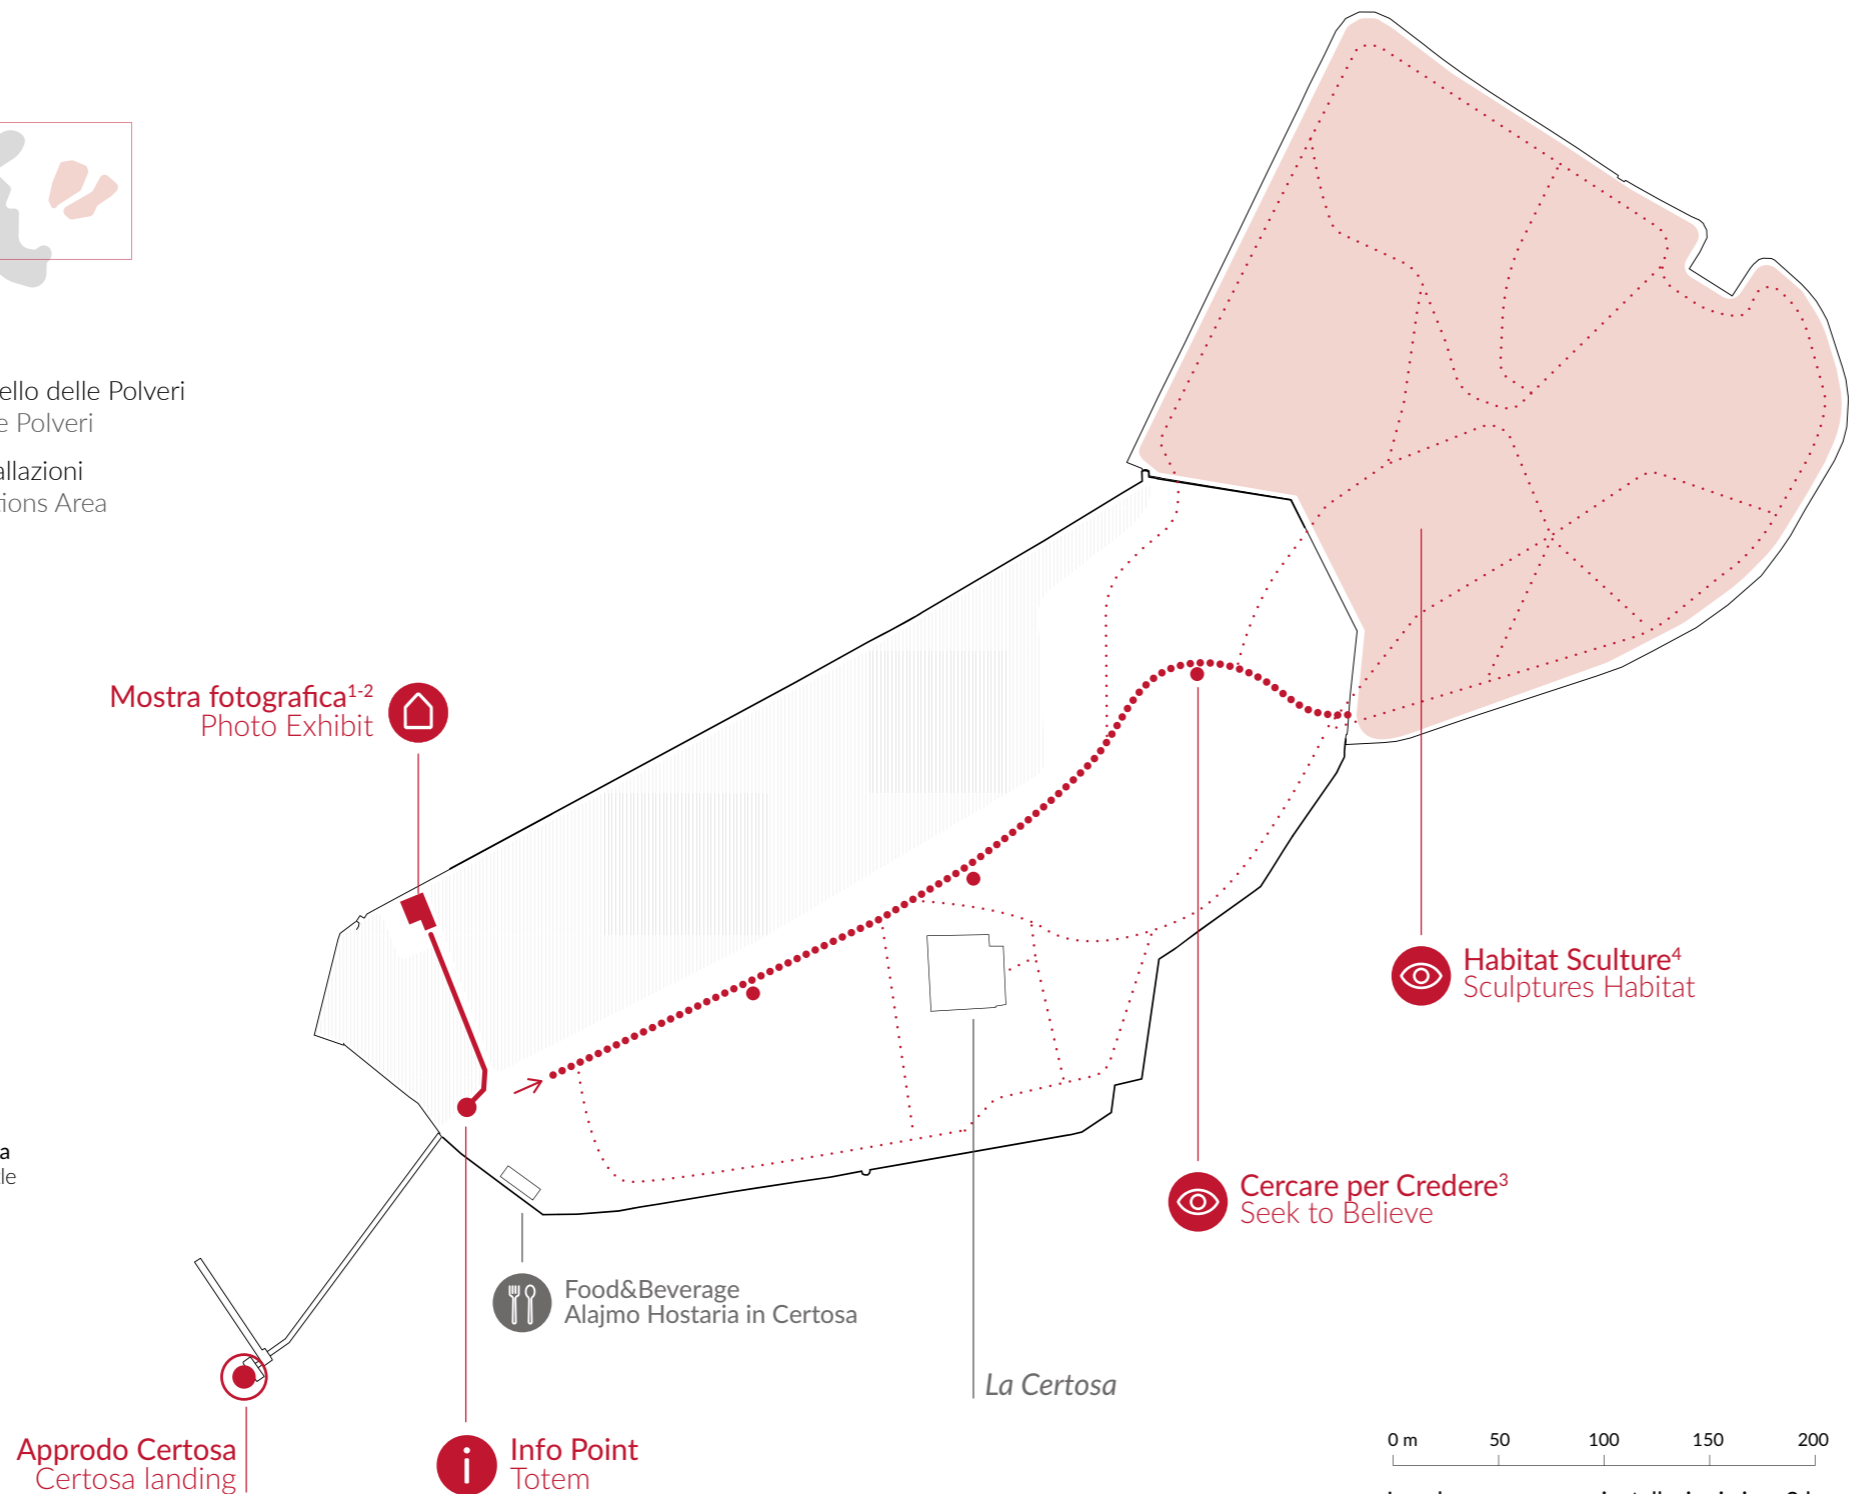 ello delle Polveri
e Polveri
allazioni
ions Area
Mostra fotografica¹⁻²
Photo Exhibit
Habitat Sculture⁴
Sculptures Habitat
a
le
Cercare per Credere³
Seek to Believe
Food&Beverage
Alajmo Hostaria in Certosa
La Certosa
Approdo Certosa
Certosa landing
i Info Point
Totem
0 m 50 100 150 200